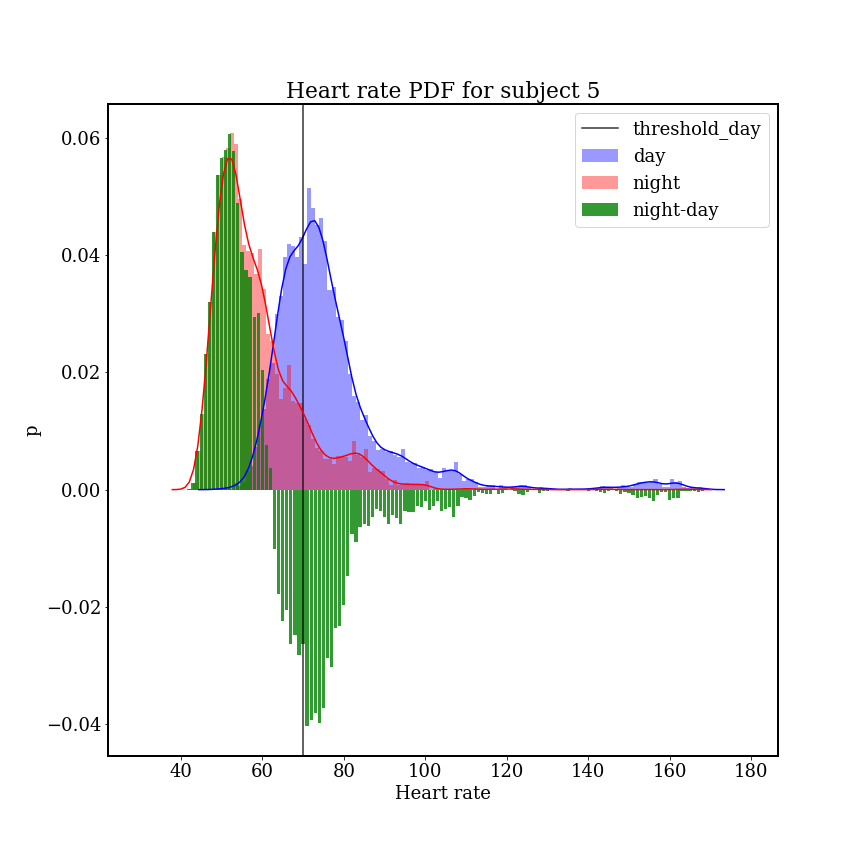 Heart rate PDF for subject 5
threshold_day
day
night
night-day
0.06
0.04
0.02
0.00
−0.02
−0.04
p
40 60 80 100 120 140 160 180
Heart rate